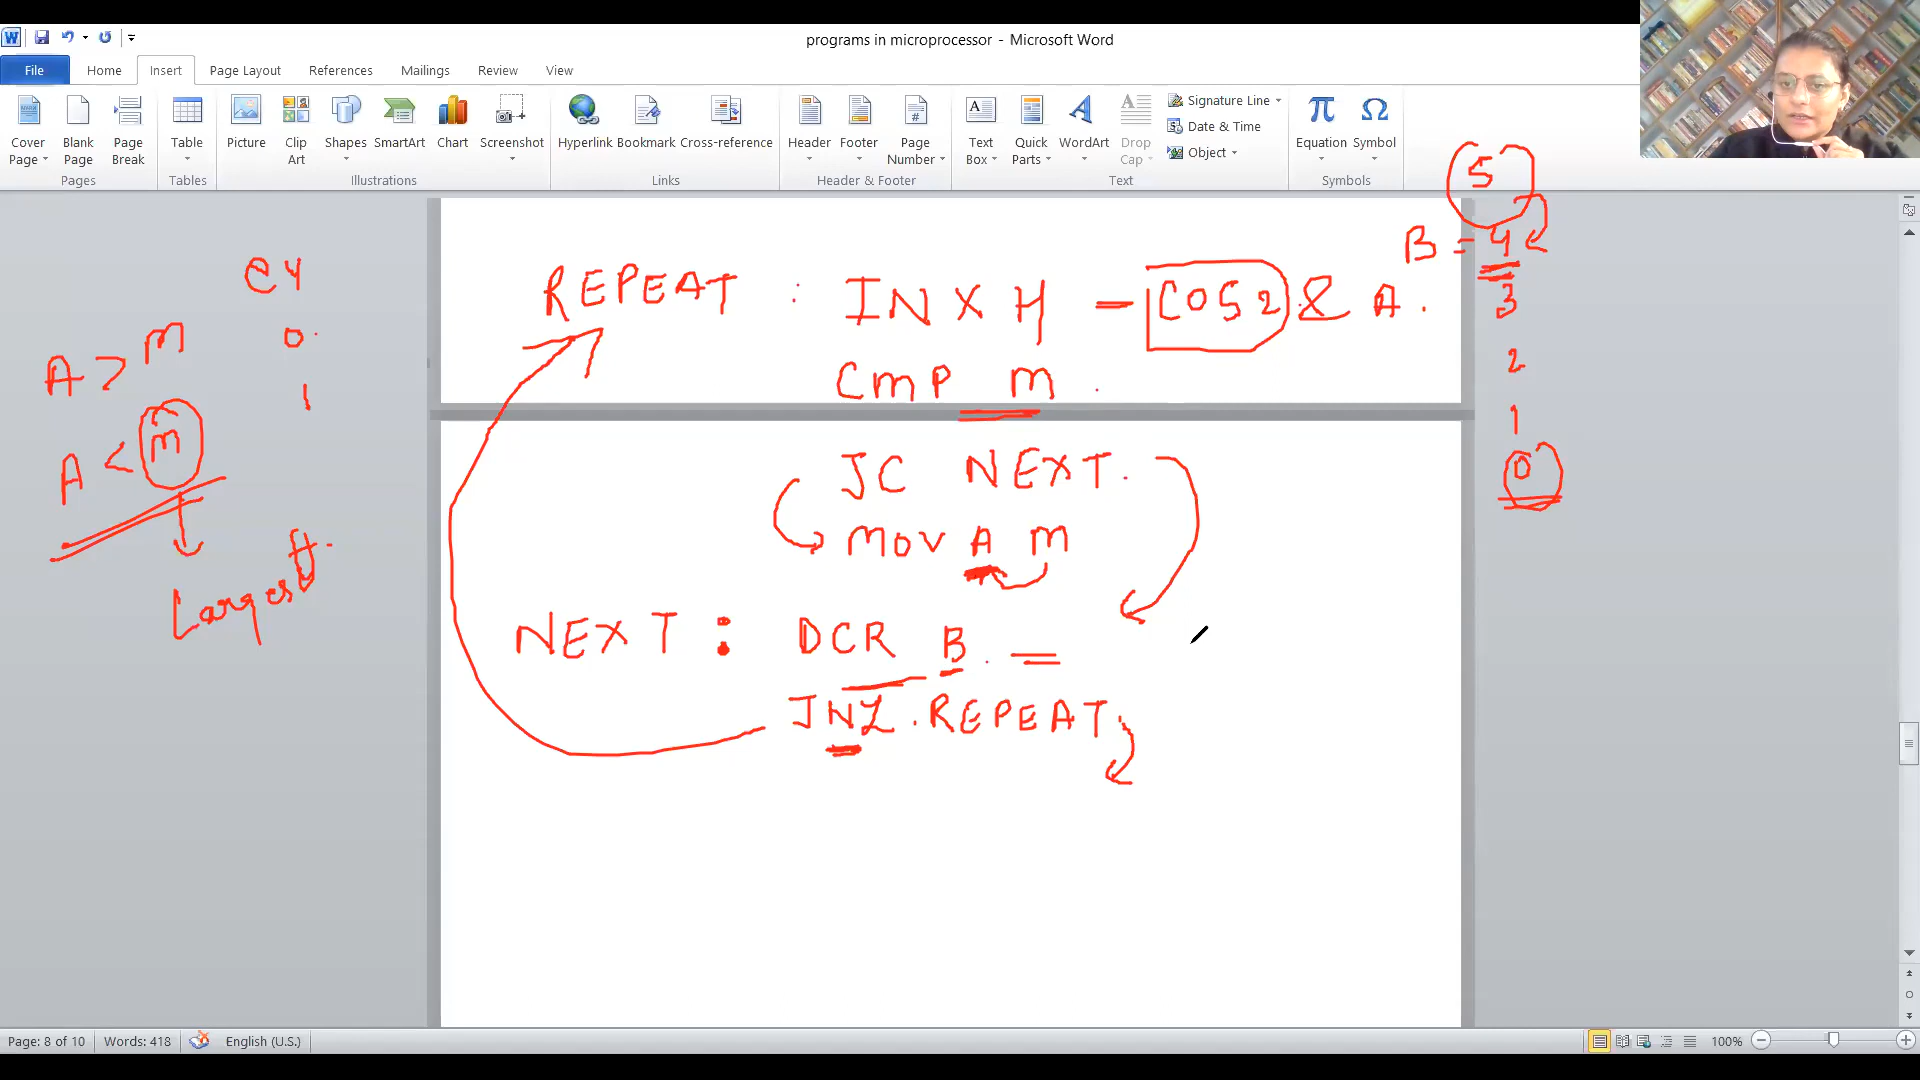 programs in microprocessor - Microsoft Word
File Home Insert Page Layout References Mailings Review View
Cover Page Blank Page Page Break Table Picture Clip Art Shapes SmartArt Chart Screenshot Hyperlink Bookmark Cross-reference Header Footer Page Number Text Box Quick Parts WordArt Drop Cap Signature Line Date & Time Object Equation Symbol
Pages Tables Illustrations Links Header & Footer Text Symbols
5
B = 4
3
2
1
0
CY
A > M 0
A < M 1
Largest
REPEAT : INX H - C052 & A.
CMP M.
JC NEXT.
MOV A M
NEXT : DCR B.
JNZ. REPEAT.
Page: 8 of 10 Words: 418 English (U.S.) 100%